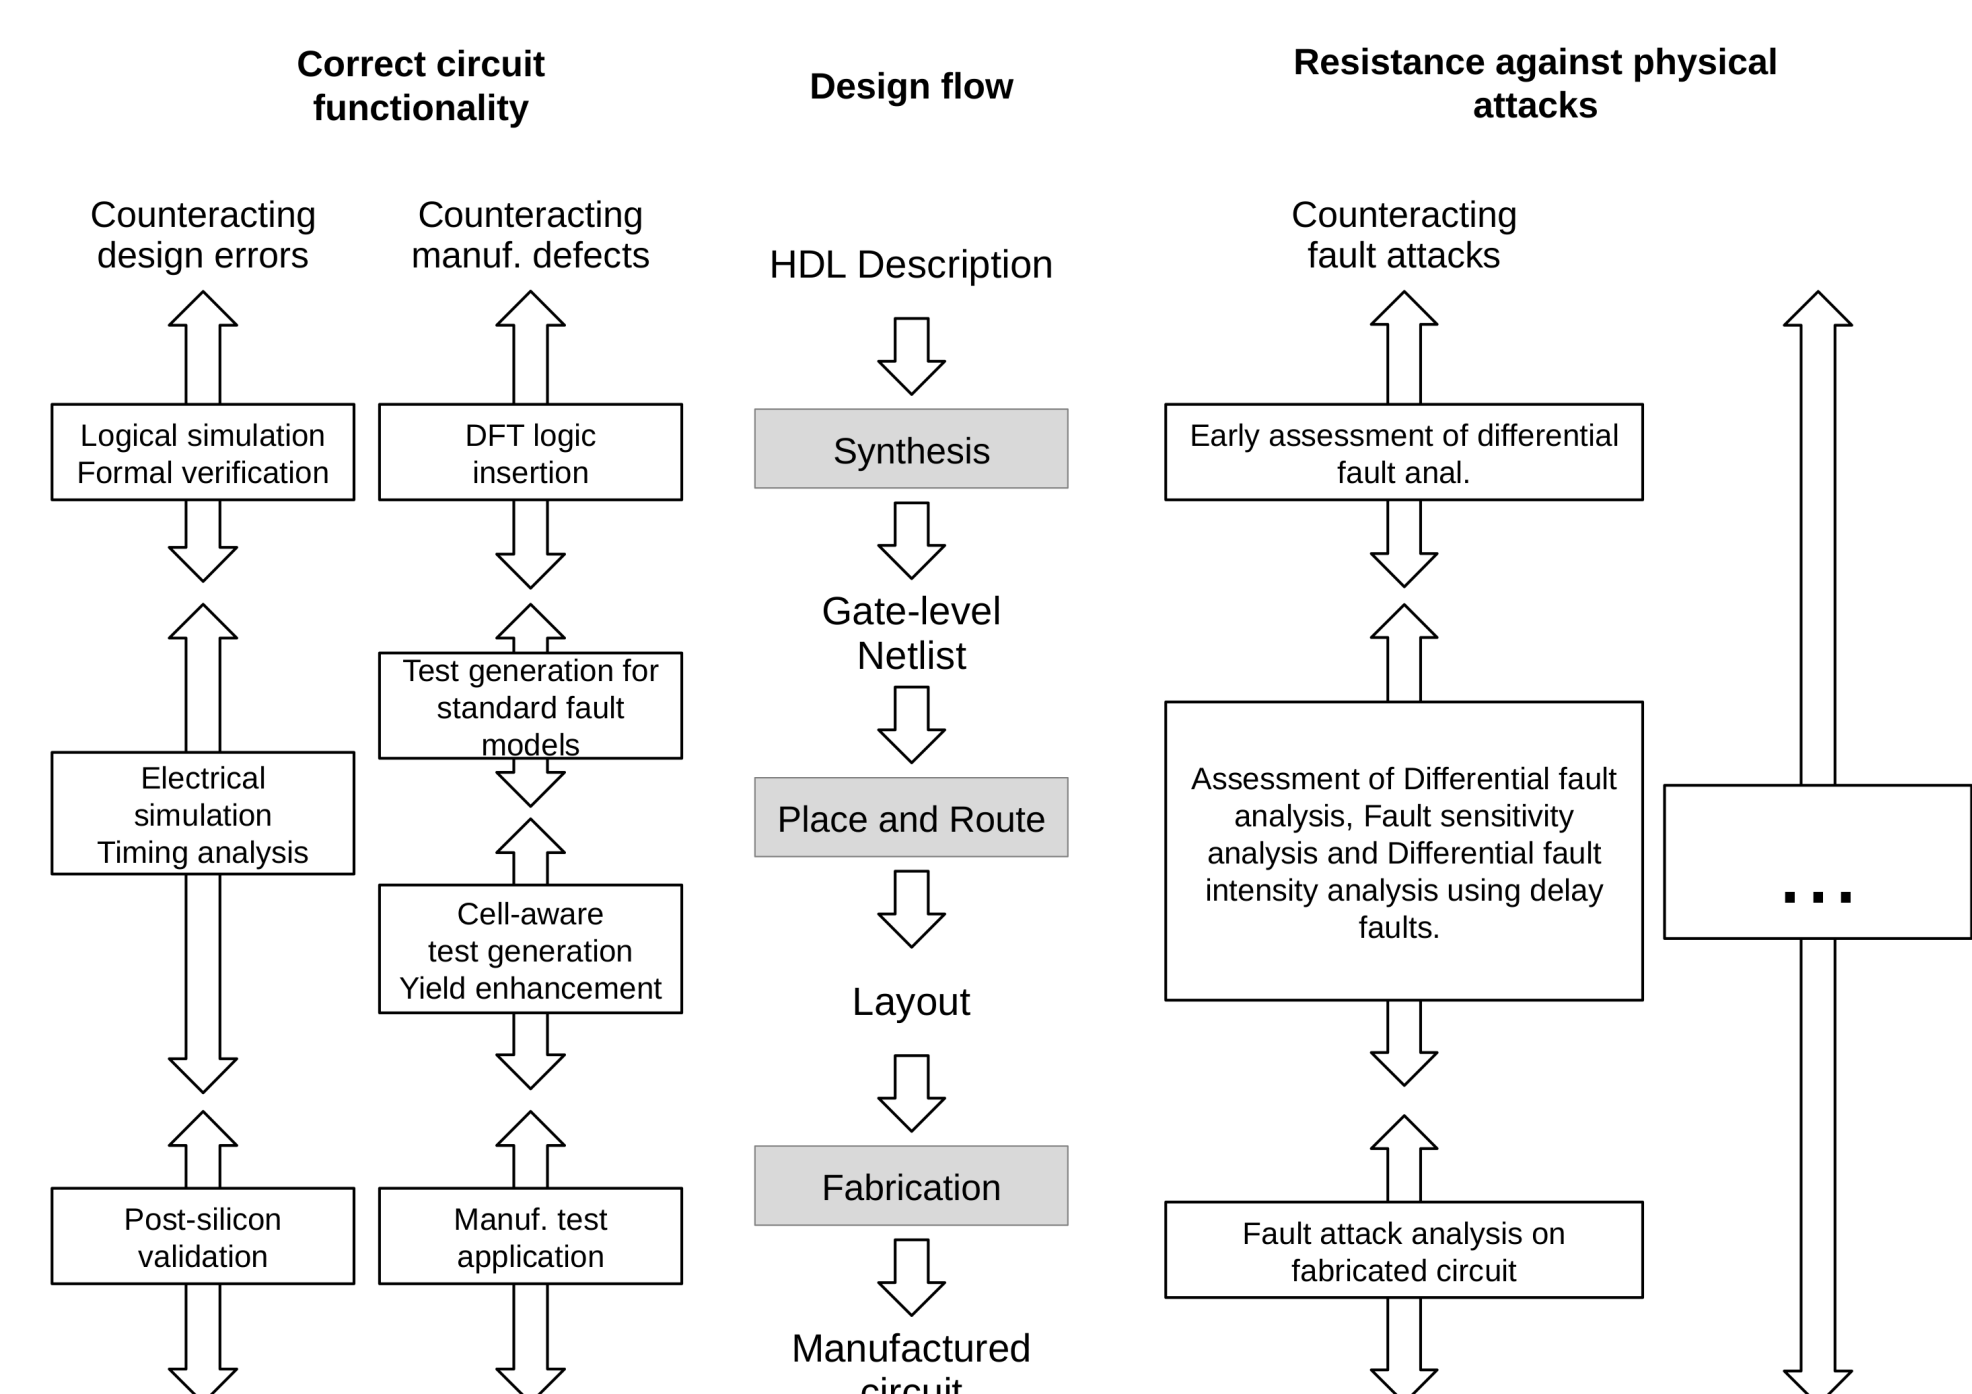 Correct circuit
functionality
Design flow
Resistance against physical
attacks
Counteracting
design errors
Counteracting
manuf. defects
HDL Description
Counteracting
fault attacks
Logical simulation
Formal verification
DFT logic
insertion
Synthesis
Early assessment of differential
fault anal.
Gate-level
Netlist
Test generation for
standard fault
models
Electrical
simulation
Timing analysis
Place and Route
Assessment of Differential fault
analysis, Fault sensitivity
analysis and Differential fault
intensity analysis using delay
faults.
...
Cell-aware
test generation
Yield enhancement
Layout
Post-silicon
validation
Manuf. test
application
Fabrication
Fault attack analysis on
fabricated circuit
Manufactured
circuit